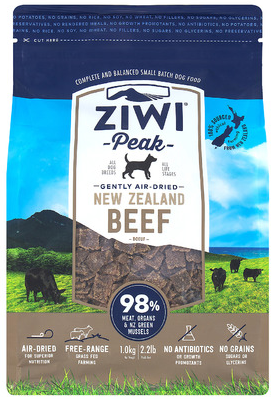 CUT HERE
COMPLETE AND BALANCED SMALL BATCH DOG FOOD
ZIWI
Peak
ALL DOG BREEDS
ALL LIFE STAGES
GENTLY AIR-DRIED
NEW ZEALAND
BEEF
BOEUF
98%
MEAT, ORGANS
& NZ GREEN
MUSSELS
AIR-DRIED
FOR SUPERIOR
NUTRITION
FREE-RANGE
GRASS FED
FARMING
1.0kg
2.2lb
NO ANTIBIOTICS
OR GROWTH
PROMOTANTS
NO GRAINS
SUGARS OR
GLYCERINE